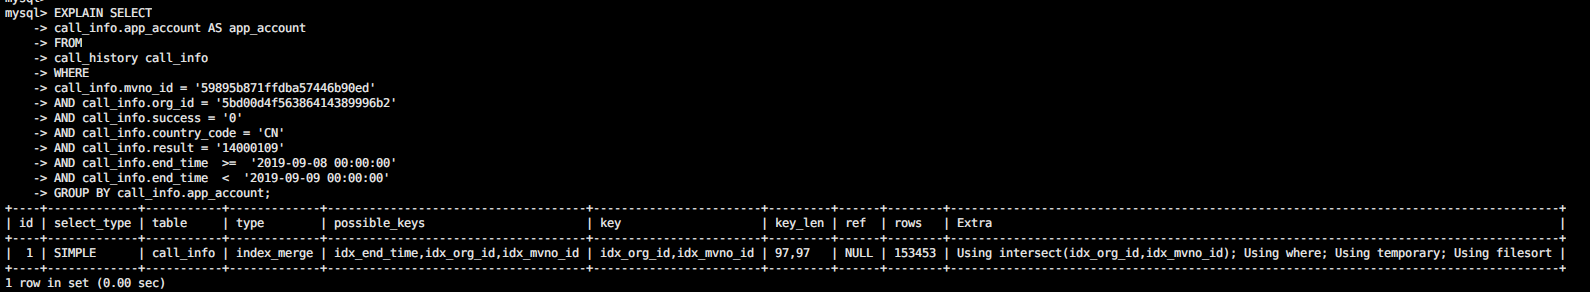 mysql>
mysql> EXPLAIN SELECT
    -> call_info.app_account AS app_account
    -> FROM
    -> call_history call_info
    -> WHERE
    -> call_info.mvno_id = '59895b871ffdba57446b90ed'
    -> AND call_info.org_id = '5bd00d4f56386414389996b2'
    -> AND call_info.success = '0'
    -> AND call_info.country_code = 'CN'
    -> AND call_info.result = '14000109'
    -> AND call_info.end_time  >=  '2019-09-08 00:00:00'
    -> AND call_info.end_time  <  '2019-09-09 00:00:00'
    -> GROUP BY call_info.app_account;
+----+-------------+-----------+-------------+------------------------------------+------------------------+---------+------+--------+---------------------------------------------------------------------------------------+
| id | select_type | table     | type        | possible_keys                      | key                    | key_len | ref  | rows   | Extra                                                                                 |
+----+-------------+-----------+-------------+------------------------------------+------------------------+---------+------+--------+---------------------------------------------------------------------------------------+
|  1 | SIMPLE      | call_info | index_merge | idx_end_time,idx_org_id,idx_mvno_id | idx_org_id,idx_mvno_id | 97,97   | NULL | 153453 | Using intersect(idx_org_id,idx_mvno_id); Using where; Using temporary; Using filesort |
+----+-------------+-----------+-------------+------------------------------------+------------------------+---------+------+--------+---------------------------------------------------------------------------------------+
1 row in set (0.00 sec)